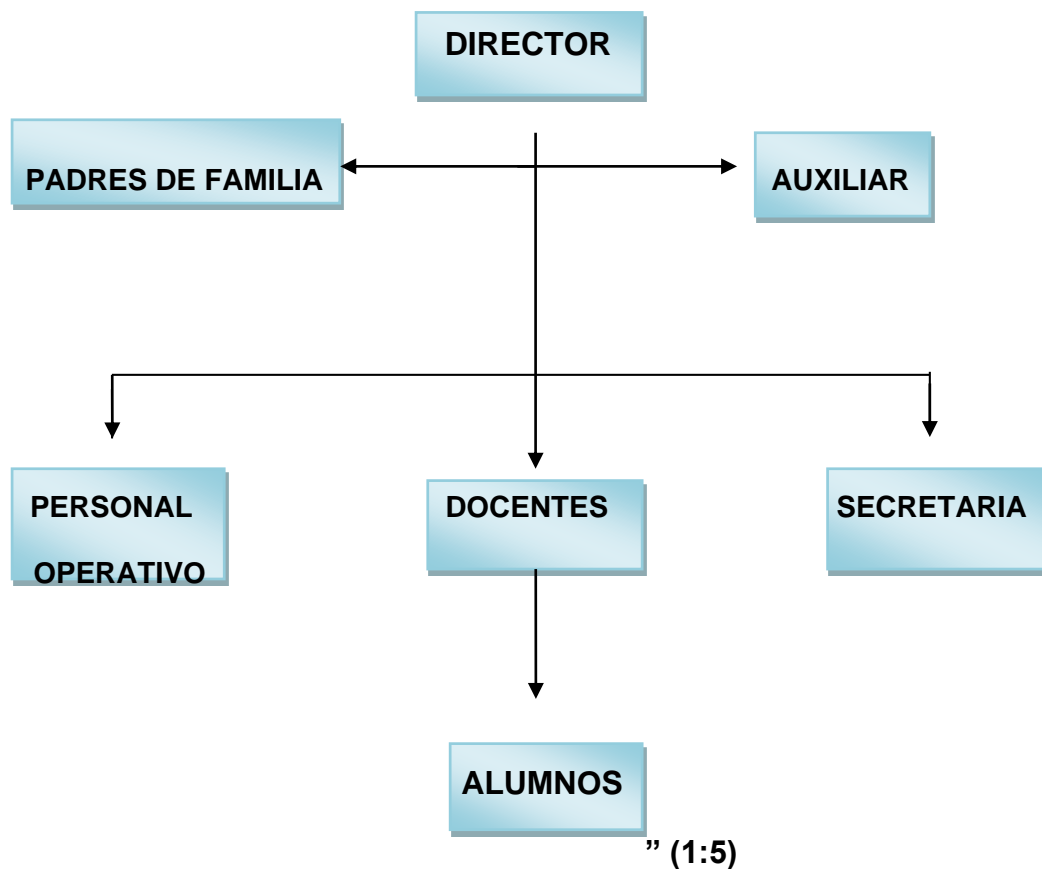 DIRECTOR
PADRES DE FAMILIA
AUXILIAR
PERSONAL
OPERATIVO
DOCENTES
SECRETARIA
ALUMNOS
” (1:5)